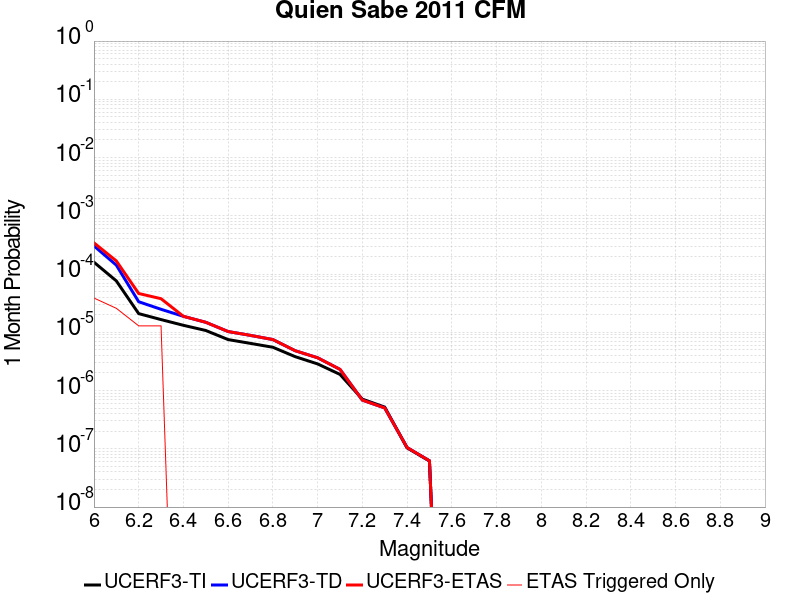 Quien Sabe 2011 CFM
10^0
10^-1
10^-2
10^-3
10^-4
10^-5
10^-6
10^-7
10^-8
1 Month Probability
6 6.2 6.4 6.6 6.8 7 7.2 7.4 7.6 7.8 8 8.2 8.4 8.6 8.8 9
Magnitude
UCERF3-TI UCERF3-TD UCERF3-ETAS ETAS Triggered Only